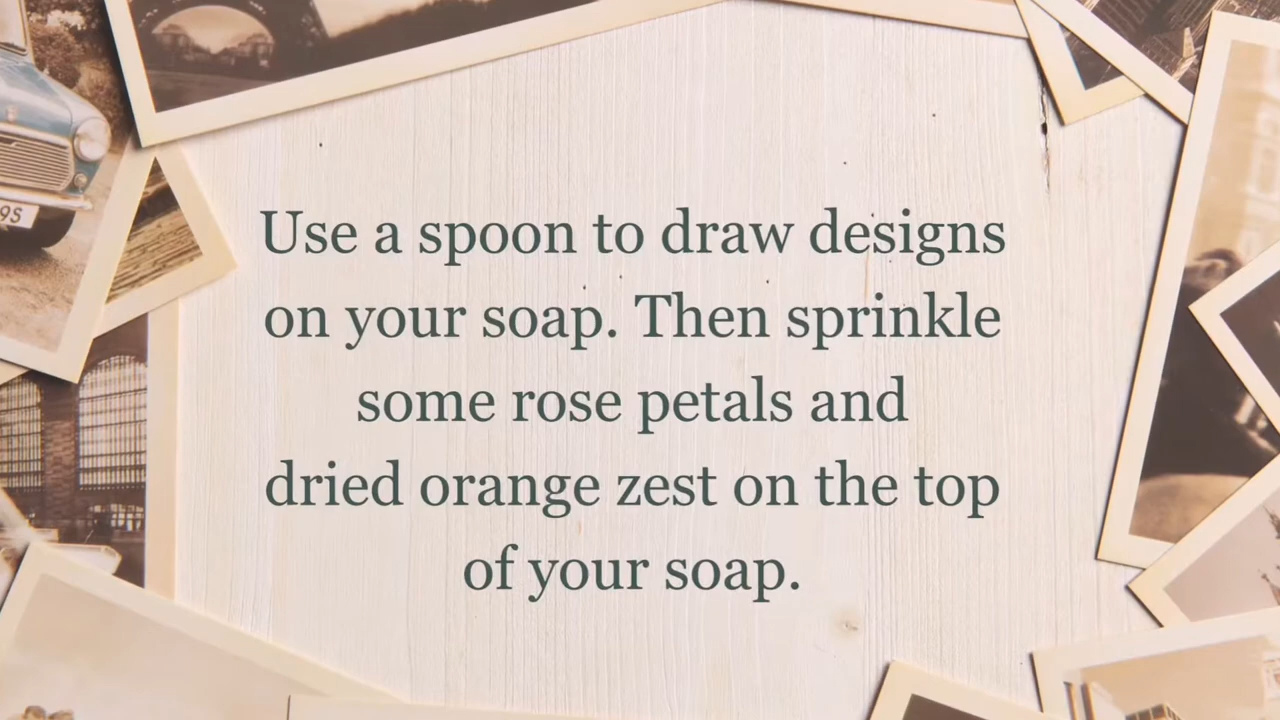 Use a spoon to draw designs
on your soap. Then sprinkle
some rose petals and
dried orange zest on the top
of your soap.
9S